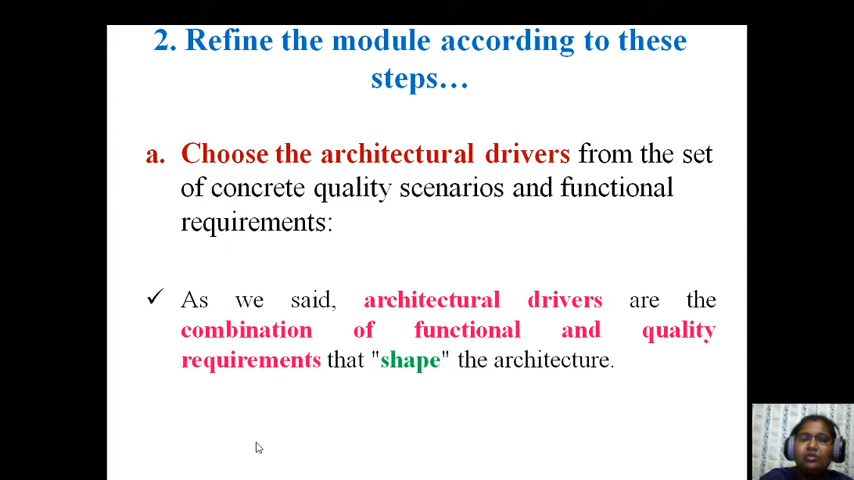 2. Refine the module according to these
steps…
a. Choose the architectural drivers from the set
of concrete quality scenarios and functional
requirements:
✓ As we said, architectural drivers are the
combination of functional and quality
requirements that "shape" the architecture.